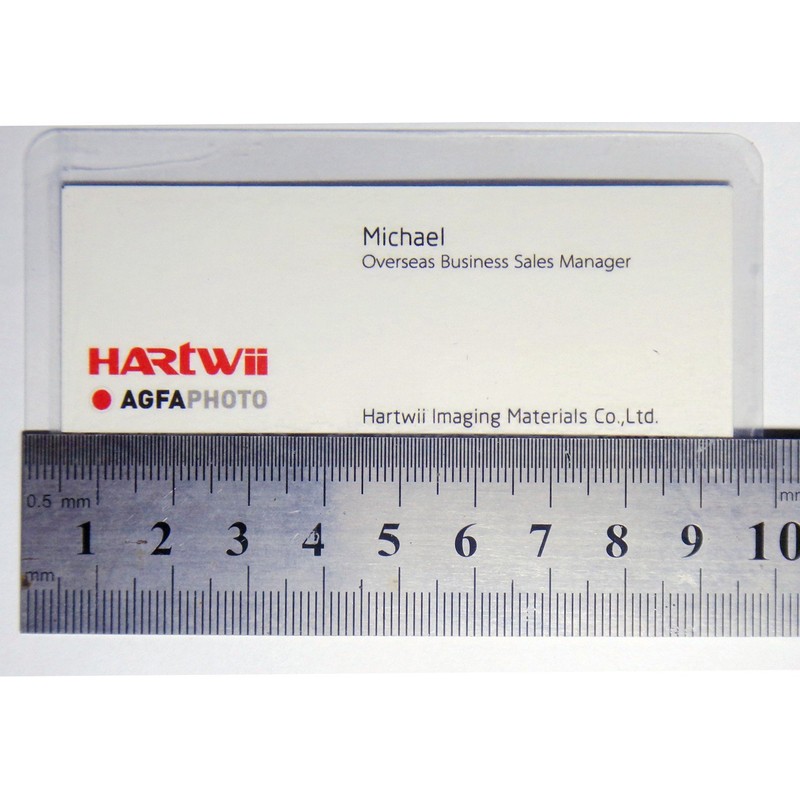 Michael
Overseas Business Sales Manager
HARTWII
AGFAPHOTO
Hartwii Imaging Materials Co.,Ltd.
0.5 mm
1 2 3 4 5 6 7 8 9 10
mm